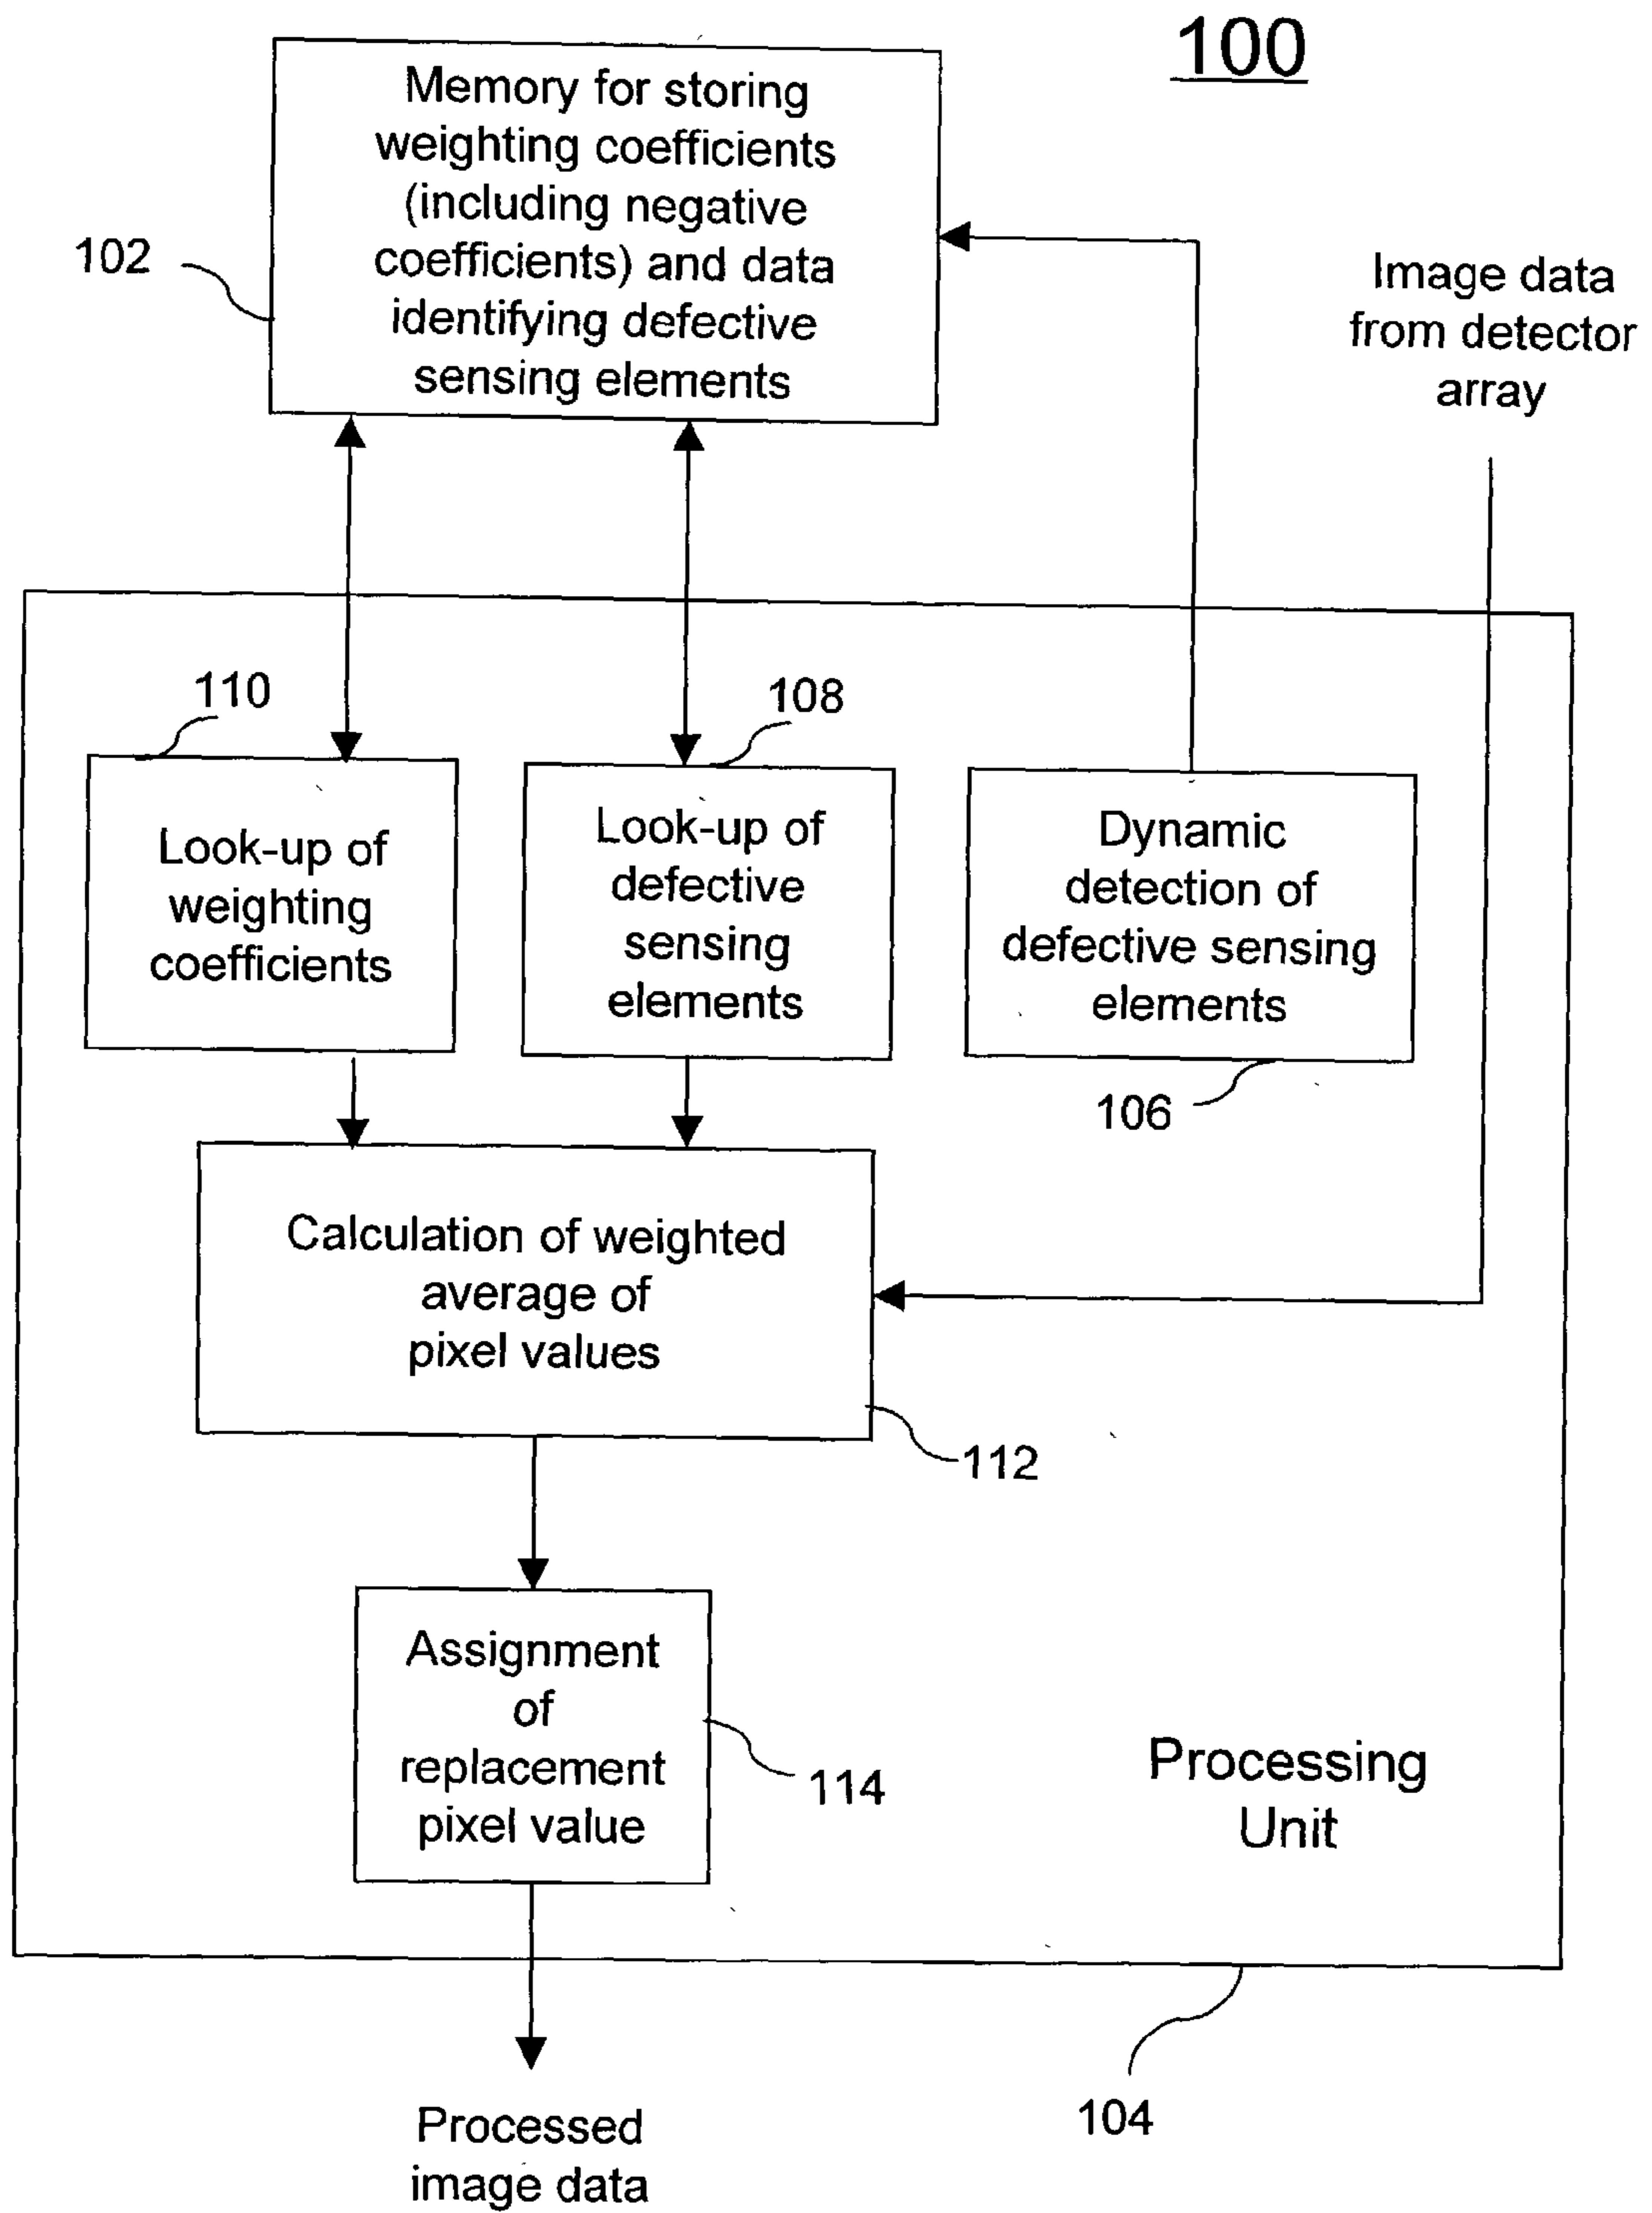 100
Memory for storing
weighting coefficients
(including negative
coefficients) and data
identifying defective
sensing elements
102
Image data
from detector
array
110
108
Look-up of
weighting
coefficients
Look-up of
defective
sensing
elements
Dynamic
detection of
defective sensing
elements
106
Calculation of weighted
average of
pixel values
112
Assignment
of
replacement
pixel value
114
Processing
Unit
104
Processed
image data